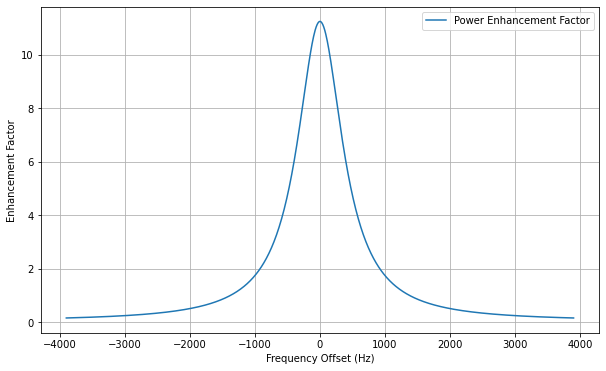 Power Enhancement Factor
Enhancement Factor
10
8
6
4
2
0
−4000 −3000 −2000 −1000 0 1000 2000 3000 4000
Frequency Offset (Hz)